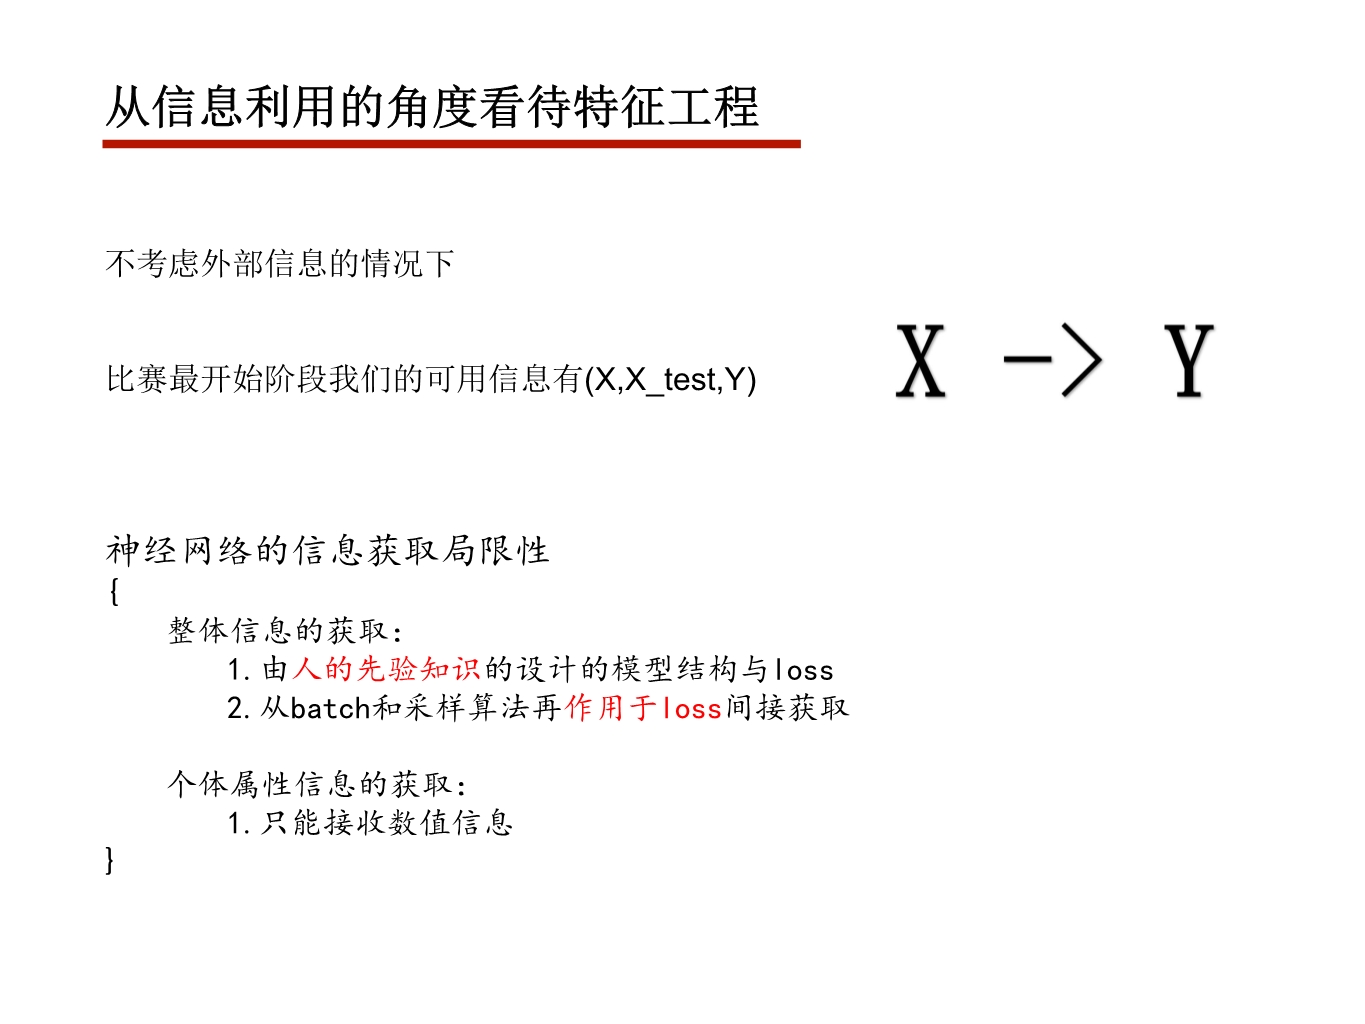 从信息利用的角度看待特征工程
不考虑外部信息的情况下
比赛最开始阶段我们的可用信息有(X,X_test,Y)
X -> Y
神经网络的信息获取局限性
{
整体信息的获取：
1.由人的先验知识的设计的模型结构与loss
2.从batch和采样算法再作用于loss间接获取
个体属性信息的获取：
1.只能接收数值信息
}